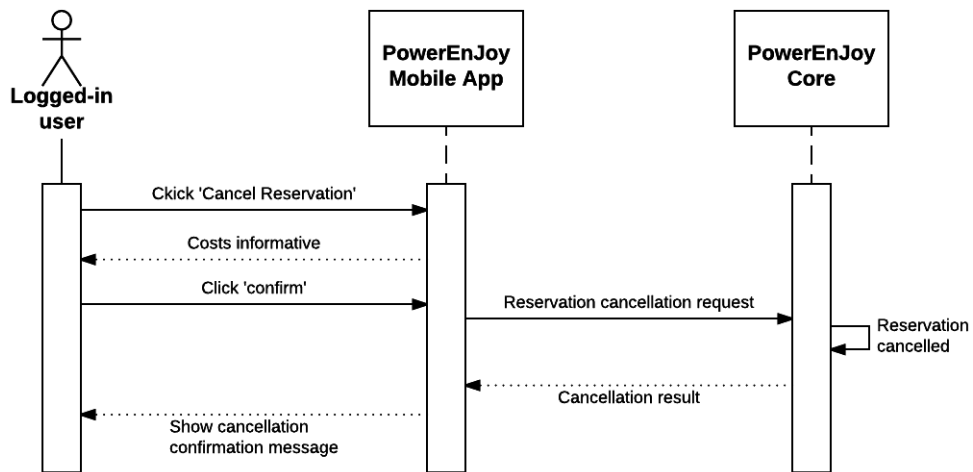 Logged-in
user
PowerEnJoy
Mobile App
PowerEnJoy
Core
Ckick 'Cancel Reservation'
Costs informative
Click 'confirm'
Reservation cancellation request
Reservation
cancelled
Cancellation result
Show cancellation
confirmation message